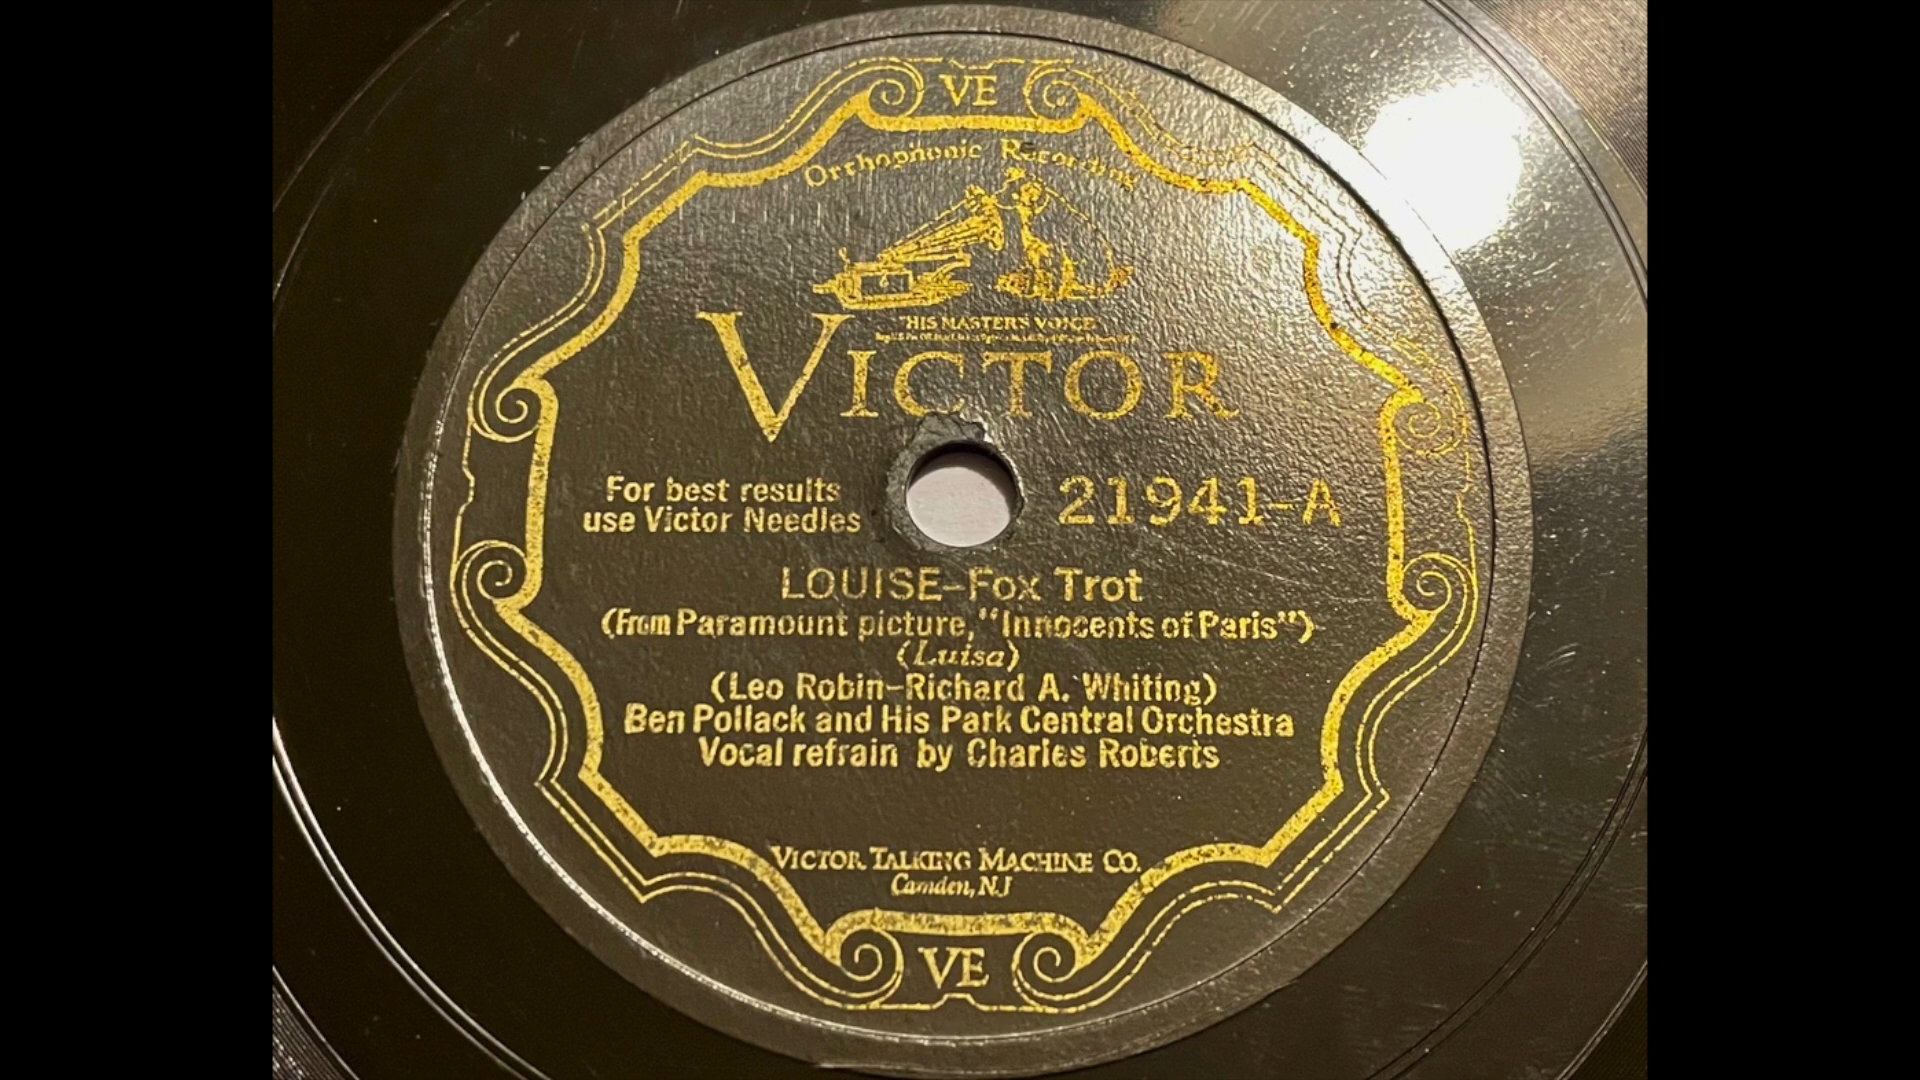 VE
Orthophonic Recording
"HIS MASTER'S VOICE"
VICTOR
For best results
use Victor Needles
21941-A
LOUISE-Fox Trot
(From Paramount picture, "Innocents of Paris")
(Luisa)
(Leo Robin-Richard A. Whiting)
Ben Pollack and His Park Central Orchestra
Vocal refrain by Charles Roberts
VICTOR TALKING MACHINE CO.
Camden, N.J
VE